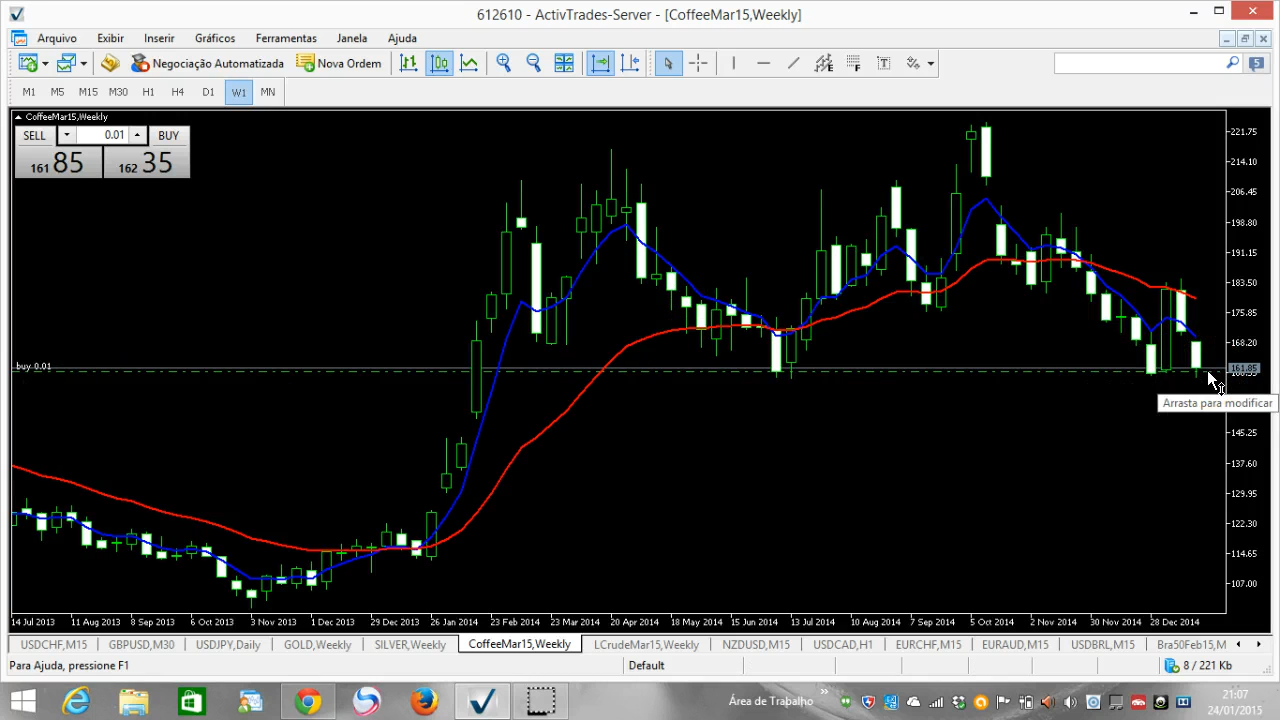 612610 - ActivTrades-Server - [CoffeeMar15,Weekly]
Arquivo Exibir Inserir Gráficos Ferramentas Janela Ajuda
Negociação Automatizada Nova Ordem F F T 5
M1 M5 M15 M30 H1 H4 D1 W1 MN
CoffeeMar15,Weekly
SELL 0.01 BUY
161 85 162 35
221.75
214.10
206.45
198.80
191.15
183.50
175.85
168.20
buy 0.01
161.85
Arrasta para modificar
145.25
137.60
129.95
122.30
114.65
107.00
14 Jul 2013 11 Aug 2013 8 Sep 2013 6 Oct 2013 3 Nov 2013 1 Dec 2013 29 Dec 2013 26 Jan 2014 23 Feb 2014 23 Mar 2014 20 Apr 2014 18 May 2014 15 Jun 2014 13 Jul 2014 7 Sep 2014 5 Oct 2014 2 Nov 2014 30 Nov 2014 28 Dec 2014
USDCHF,M15 GBPUSD,M30 USDJPY,Daily GOLD,Weekly SILVER,Weekly CoffeeMar15,Weekly LCrudeMar15,Weekly NZDUSD,M15 USDCAD,H1 EURCHF,M15 EURAUD,M15 USDBRL,M15 Bra50Feb15,M
Para Ajuda, pressione F1 Default 8 / 221 Kb
Área de Trabalho 21:07
24/01/2015